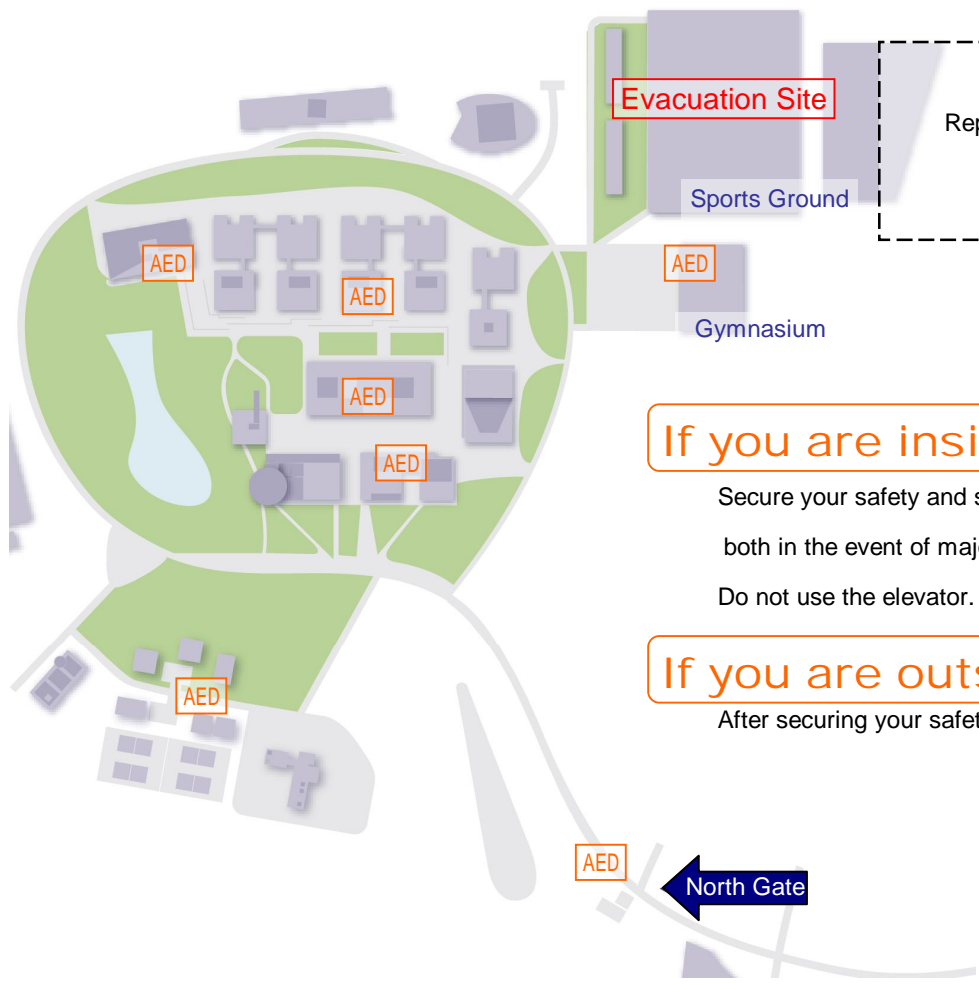 Evacuation Site
Rep
Sports Ground
AED
AED
AED
Gymnasium
AED
AED
If you are insi
Secure your safety and s
both in the event of maj
Do not use the elevator.
If you are outs
AED
After securing your safet
AED
North Gate